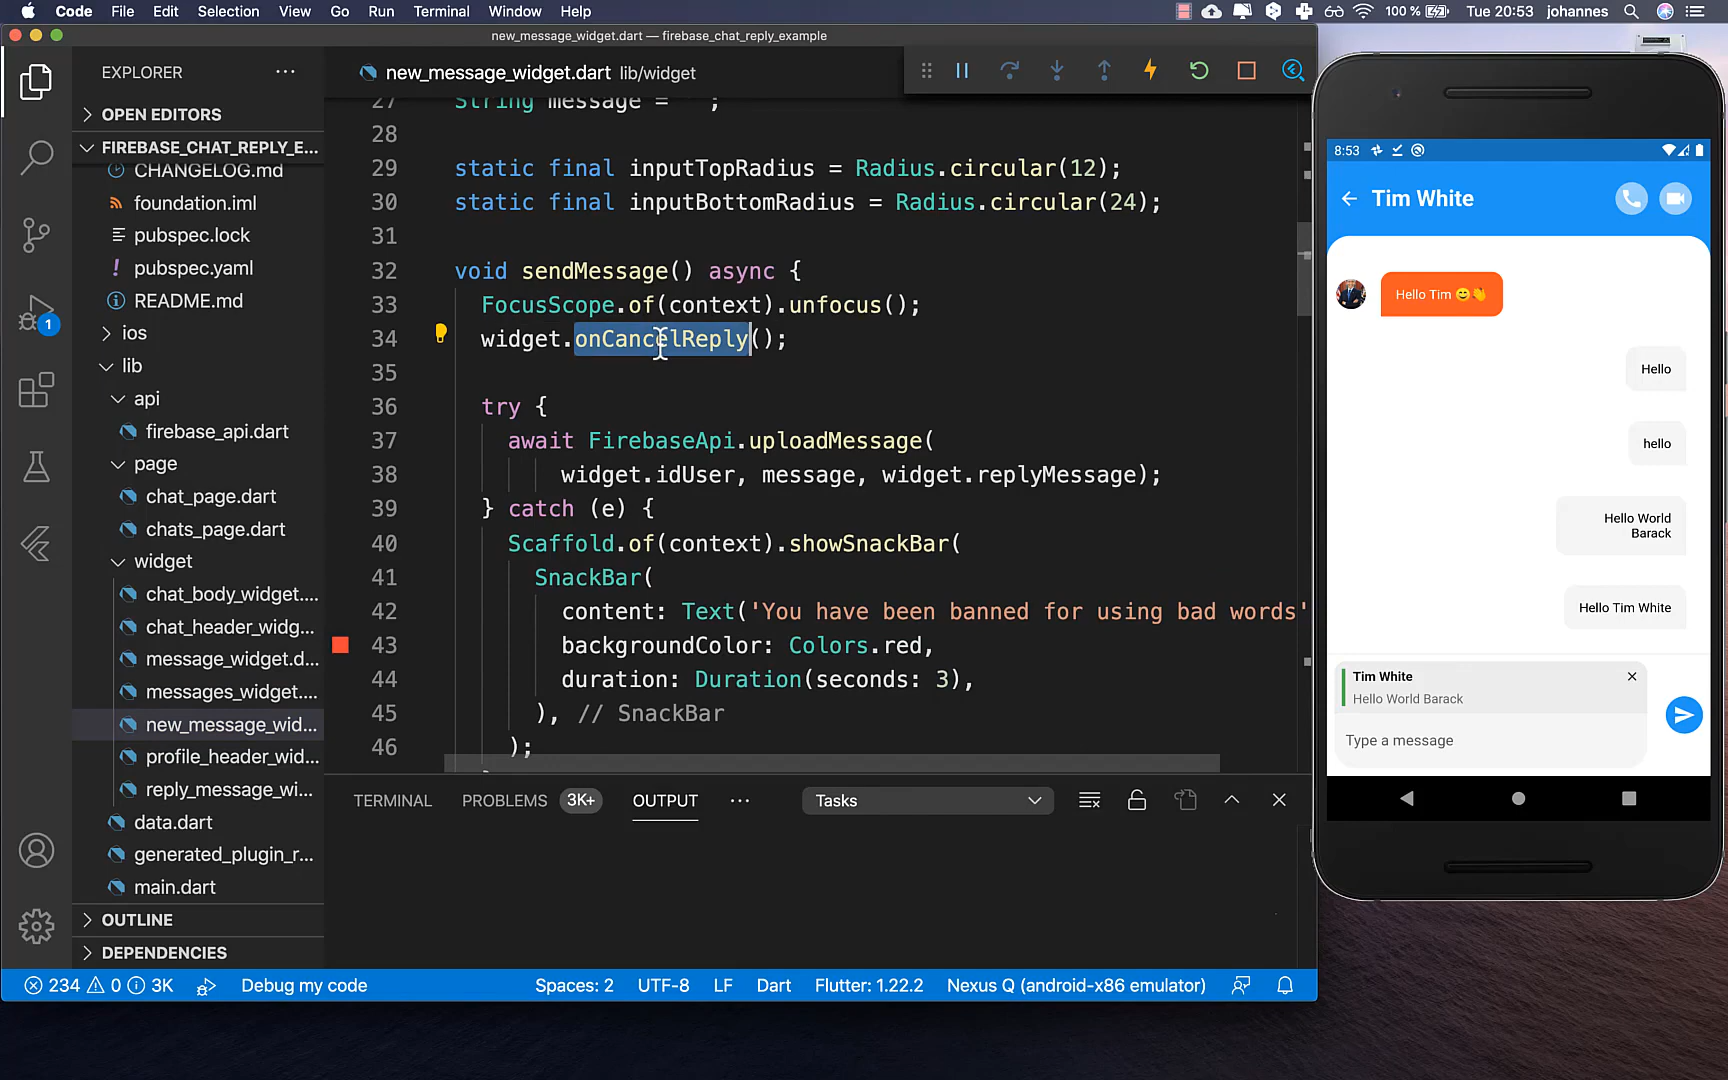 Code File Edit Selection View Go Run Terminal Window Help 100 % Tue 20:53 johannes
new_message_widget.dart — firebase_chat_reply_example
EXPLORER
OPEN EDITORS
FIREBASE_CHAT_REPLY_E...
CHANGELOG.md
foundation.iml
pubspec.lock
pubspec.yaml
README.md
ios
lib
api
firebase_api.dart
page
chat_page.dart
chats_page.dart
widget
chat_body_widget....
chat_header_widg...
message_widget.d...
messages_widget....
new_message_wid...
profile_header_wid...
reply_message_wi...
data.dart
generated_plugin_r...
main.dart
OUTLINE
DEPENDENCIES
1
new_message_widget.dart lib/widget
27 String message = '';
28
29 static final inputTopRadius = Radius.circular(12);
30 static final inputBottomRadius = Radius.circular(24);
31
32 void sendMessage() async {
33 FocusScope.of(context).unfocus();
34 widget.onCancelReply();
35
36 try {
37 await FirebaseApi.uploadMessage(
38 widget.idUser, message, widget.replyMessage);
39 } catch (e) {
40 Scaffold.of(context).showSnackBar(
41 SnackBar(
42 content: Text('You have been banned for using bad words'
43 backgroundColor: Colors.red,
44 duration: Duration(seconds: 3),
45 ), // SnackBar
46 );
TERMINAL PROBLEMS 3K+ OUTPUT ... Tasks
234 0 3K Debug my code Spaces: 2 UTF-8 LF Dart Flutter: 1.22.2 Nexus Q (android-x86 emulator)
8:53
Tim White
Hello Tim 😊👏
Hello
hello
Hello World
Barack
Hello Tim White
Tim White
Hello World Barack
Type a message